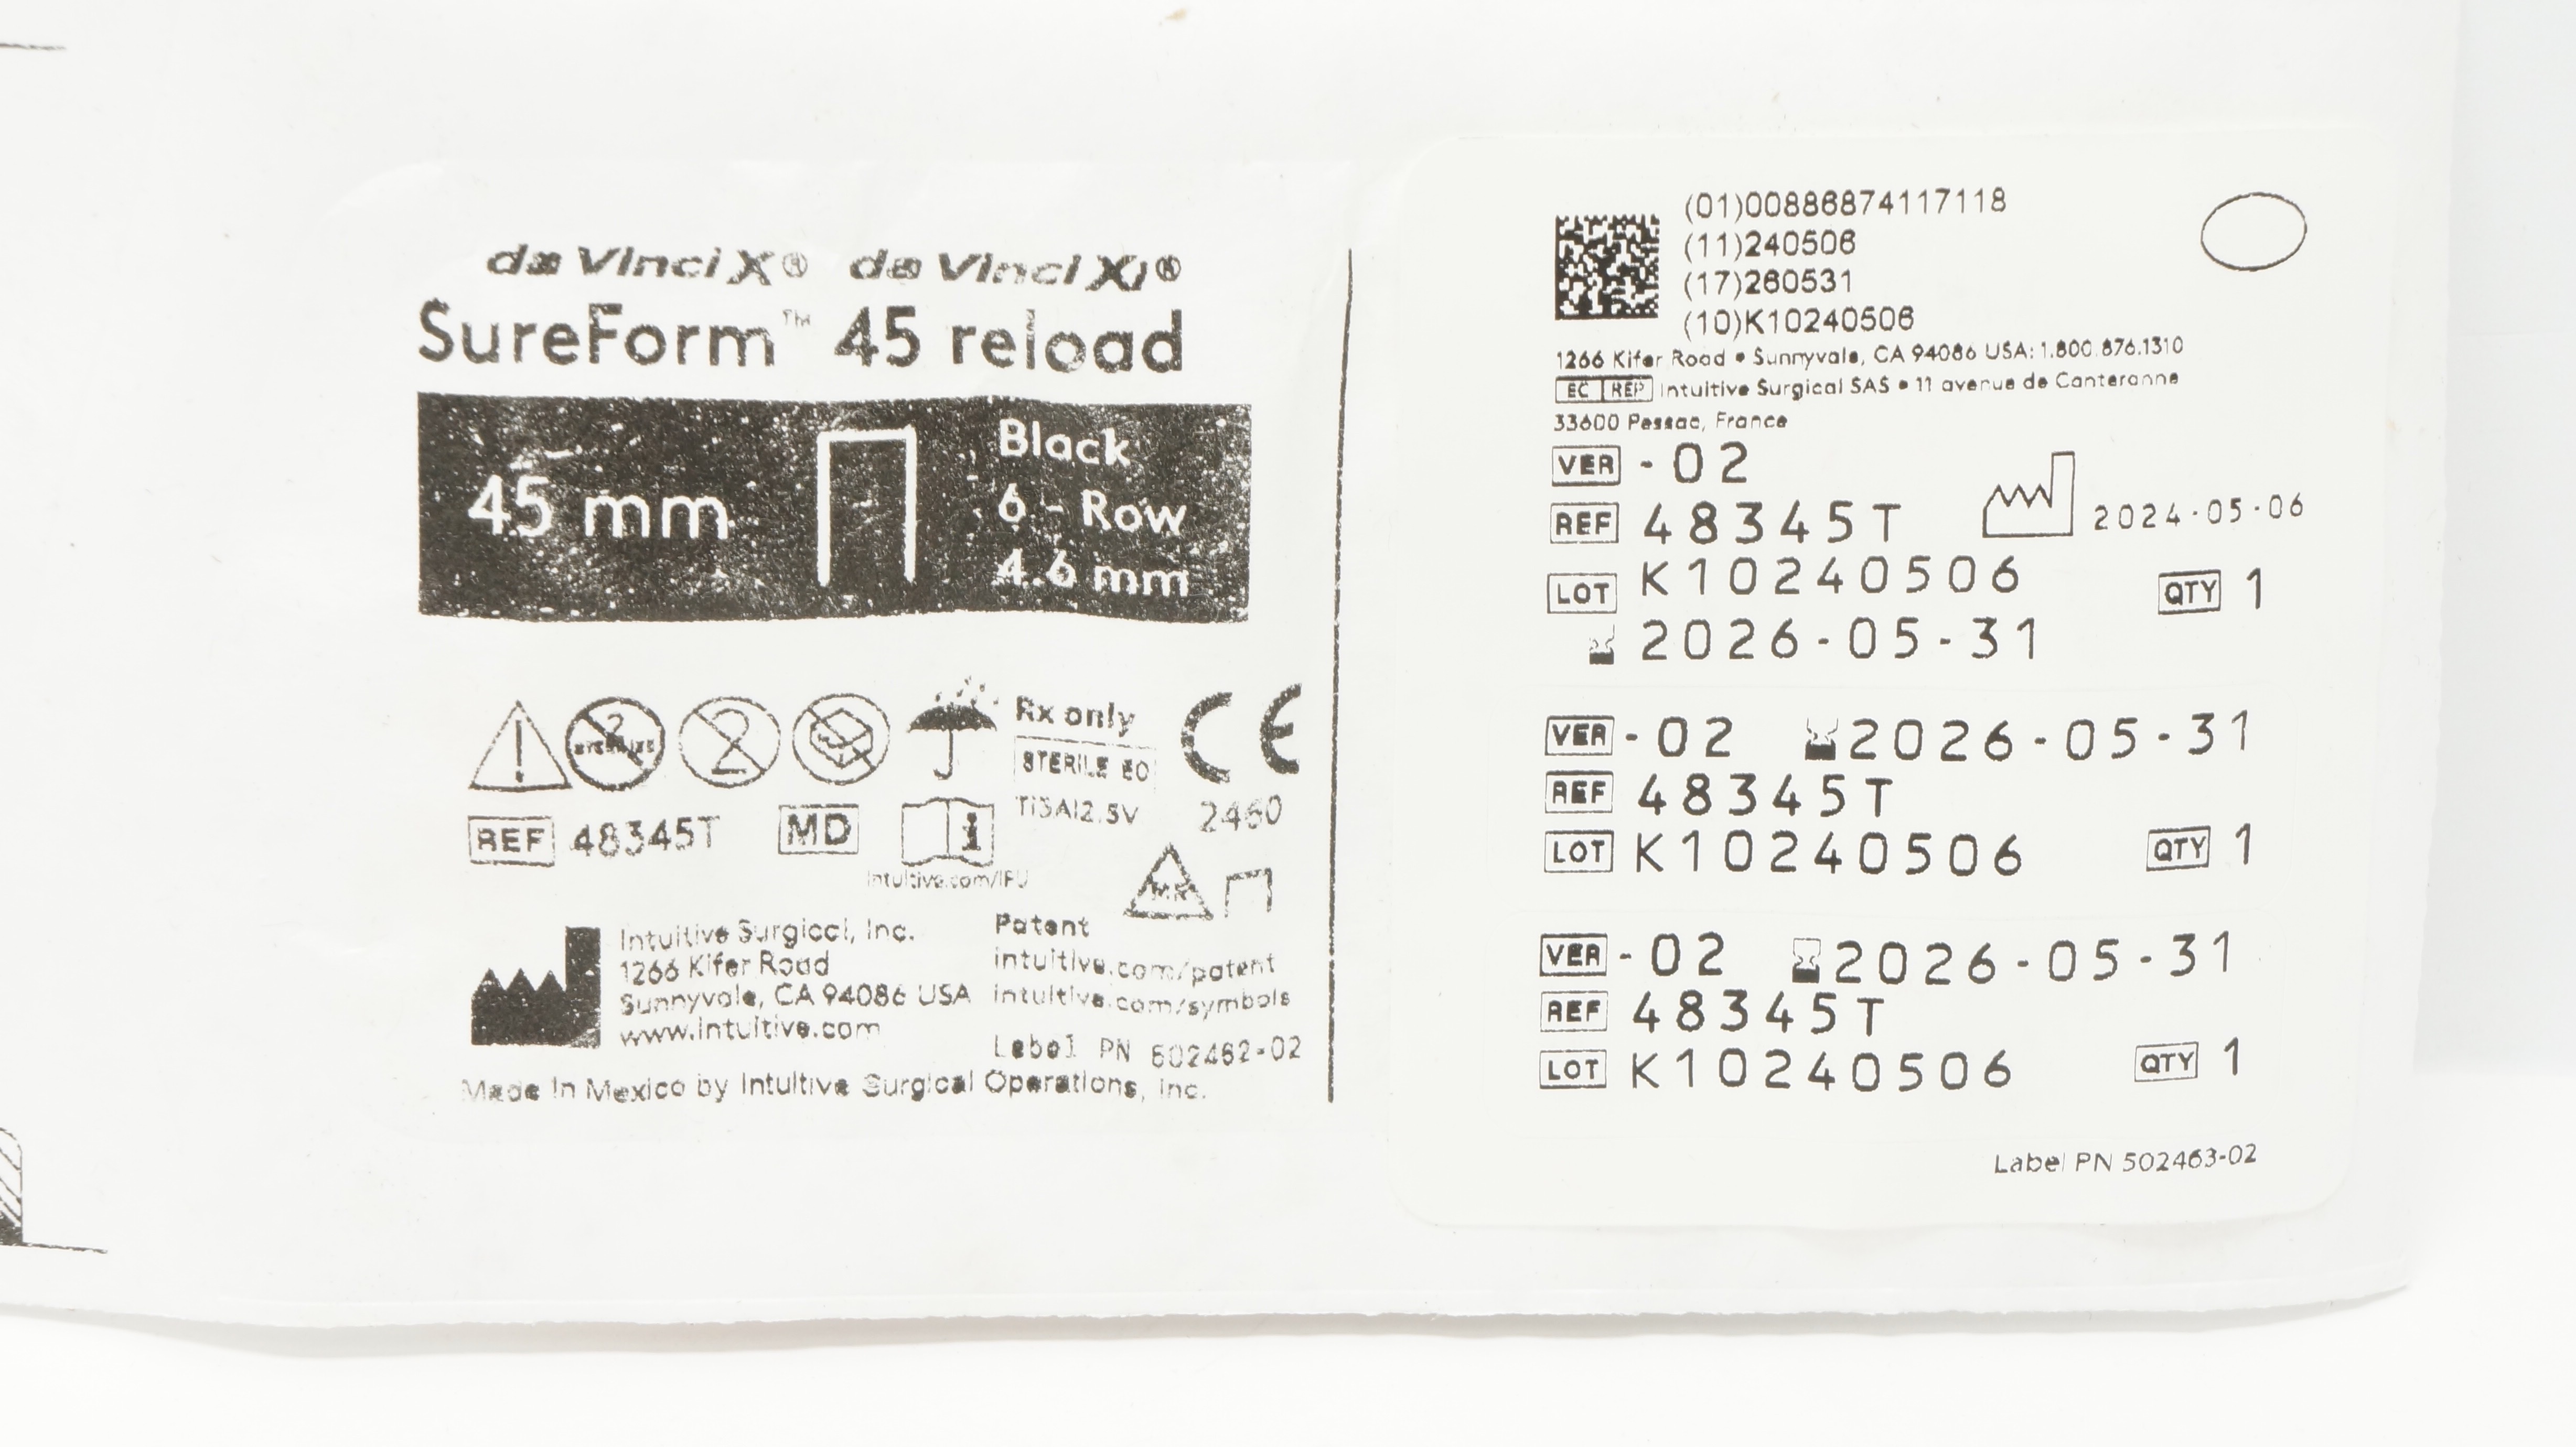 da Vinci X® da Vinci Xi®
SureForm™ 45 reload
45 mm
Black
6 - Row
4.6 mm
Rx only
STERILE EO
Ti3Al2.5V
CE
2460
REF 48345T
MD
intuitive.com/IFU
MR
Intuitive Surgical, Inc.
1266 Kifer Road
Sunnyvale, CA 94086 USA
www.intuitive.com
Patent
intuitive.com/patent
intuitive.com/symbols
Label PN 502462-02
Made in Mexico by Intuitive Surgical Operations, Inc.
(01)00886874117118
(11)240506
(17)260531
(10)K10240506
1266 Kifer Road • Sunnyvale, CA 94086 USA: 1.800.876.1310
EC REP Intuitive Surgical SAS • 11 avenue de Canteranne
33600 Pessac, France
VER -02
REF 48345T 2024-05-06
LOT K10240506 QTY 1
2026-05-31
VER -02 2026-05-31
REF 48345T
LOT K10240506 QTY 1
VER -02 2026-05-31
REF 48345T
LOT K10240506 QTY 1
Label PN 502463-02